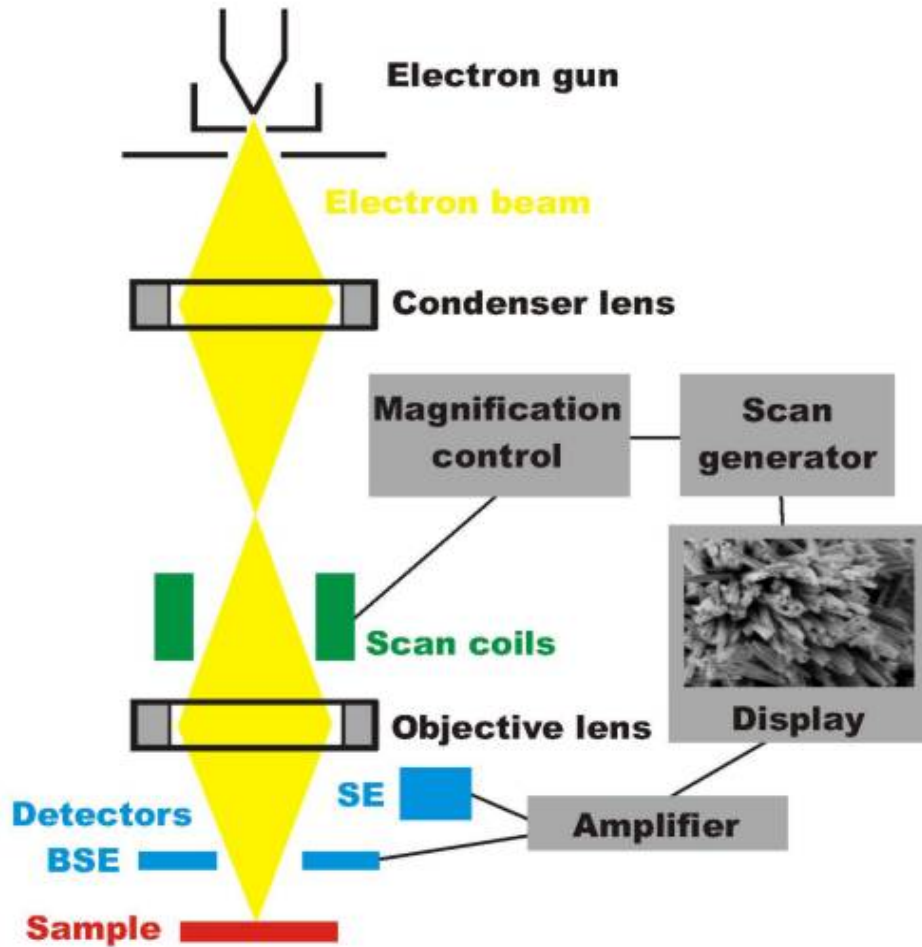 Electron gun
Electron beam
Condenser lens
Magnification
control
Scan
generator
Scan coils
Objective lens
Display
SE
Detectors
Amplifier
BSE
Sample